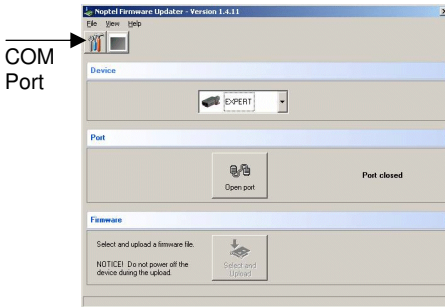 Noptel Firmware Updater - Version 1.4.11
File View Help
COM
Port
Device
EXPERT
Port
Open port
Port closed
Firmware
Select and upload a firmware file.
NOTICE! Do not power off the
device during the upload.
Select and
Upload